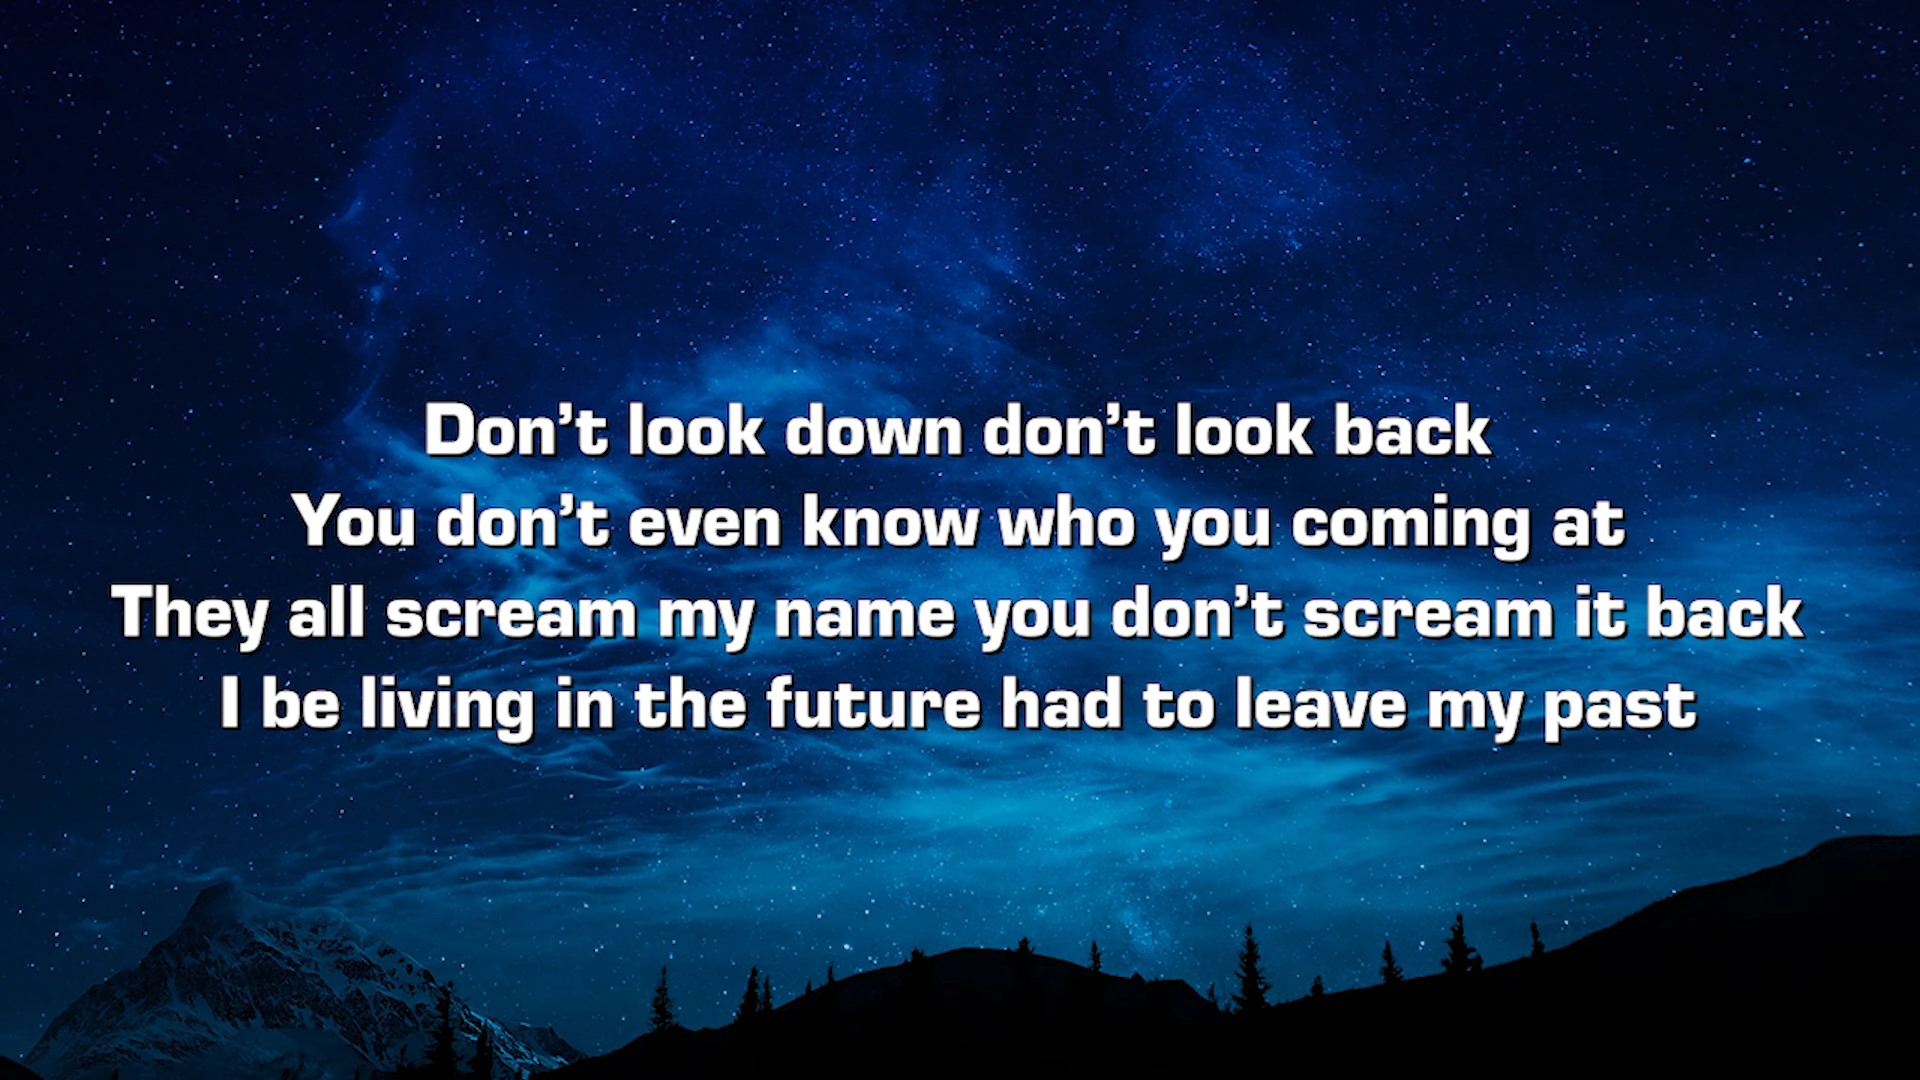 Don’t look down don’t look back
You don’t even know who you coming at
They all scream my name you don’t scream it back
I be living in the future had to leave my past